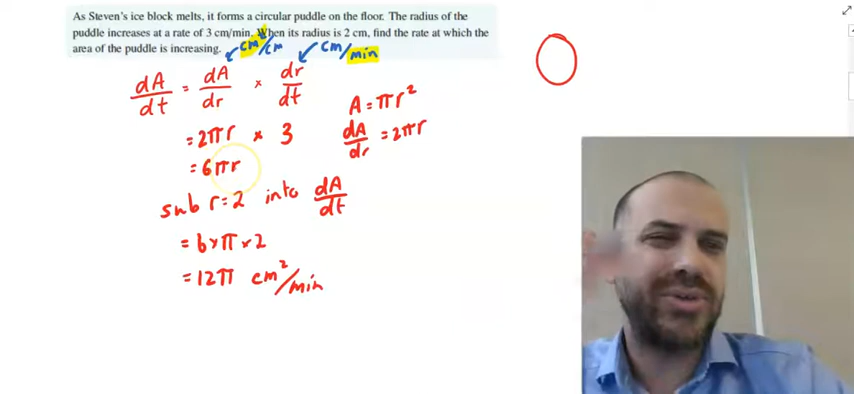 As Steven's ice block melts, it forms a circular puddle on the floor. The radius of the
puddle increases at a rate of 3 cm/min. When its radius is 2 cm, find the rate at which the
area of the puddle is increasing.
cm²/cm cm/min
dA/dt = dA/dr × dr/dt
A = πr²
= 2πr × 3
dA/dr = 2πr
= 6πr
sub r=2 into dA/dt
= 6×π×2
= 12π cm²/min